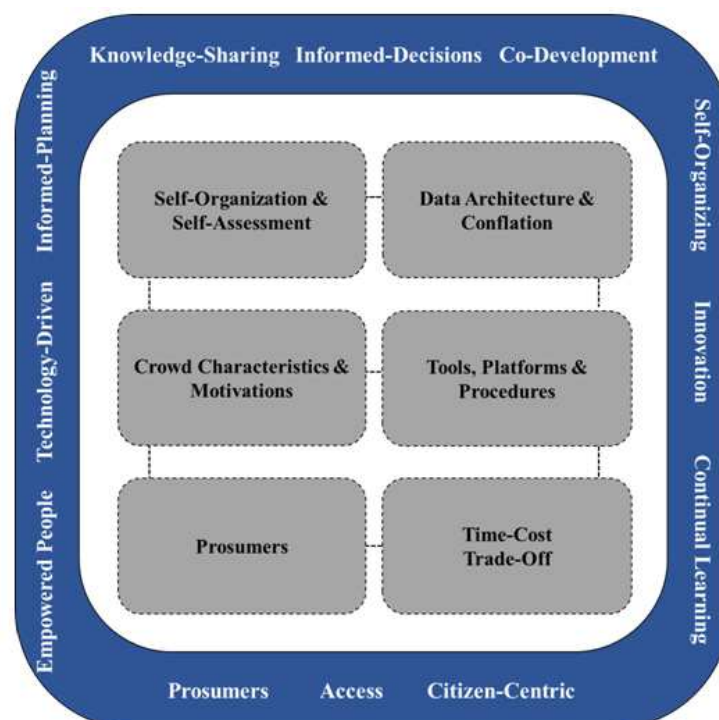 Knowledge-Sharing Informed-Decisions Co-Development
Informed-Planning
Technology-Driven
Empowered People
Self-Organization &
Self-Assessment
Data Architecture &
Conflation
Crowd Characteristics &
Motivations
Tools, Platforms &
Procedures
Prosumers
Time-Cost
Trade-Off
Self-Organizing
Innovation
Continual Learning
Prosumers Access Citizen-Centric